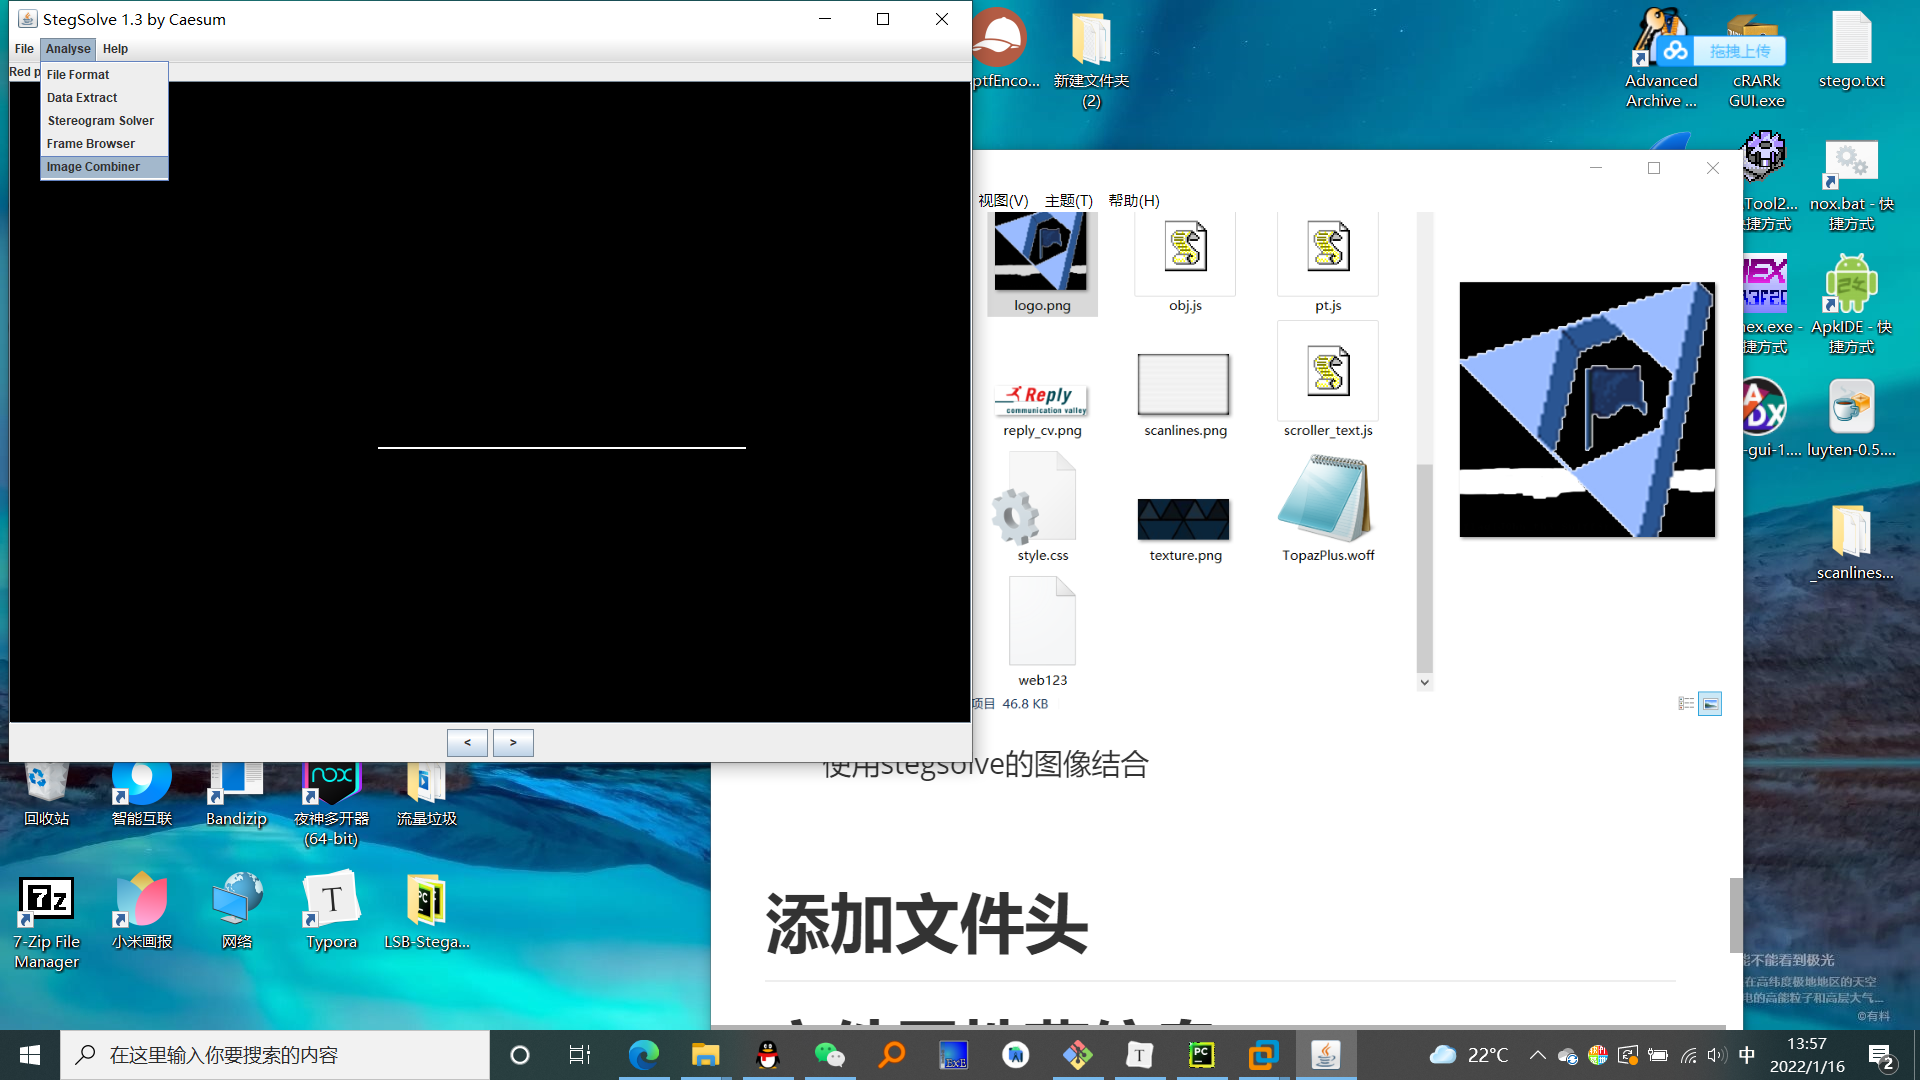 StegSolve 1.3 by Caesum
File Analyse Help
Red p
File Format
Data Extract
Stereogram Solver
Frame Browser
Image Combiner
< >
ptfEnco...
新建文件夹
(2)
Advanced
Archive ...
拖拽上传
cRARk
GUI.exe
stego.txt
Tool2...
捷方式
nox.bat - 快
捷方式
ex.exe -
捷方式
ApkIDE - 快
捷方式
-gui-1....
luyten-0.5....
_scanlines...
视图(V) 主题(T) 帮助(H)
logo.png
obj.js
pt.js
Reply
communication valley
reply_cv.png
scanlines.png
scroller_text.js
style.css
texture.png
TopazPlus.woff
web123
项目 46.8 KB
使用stegsolve的图像结合
添加文件头
回收站
智能互联
Bandizip
nox
夜神多开器
(64-bit)
流量垃圾
7z
7-Zip File
Manager
小米画报
网络
T
Typora
PC
LSB-Stega...
能不能看到极光
在高纬度极地地区的天空
电的高能粒子和高层大气...
©有料
在这里输入你要搜索的内容
ExE
T
PC
22°C
中
13:57
2022/1/16
2